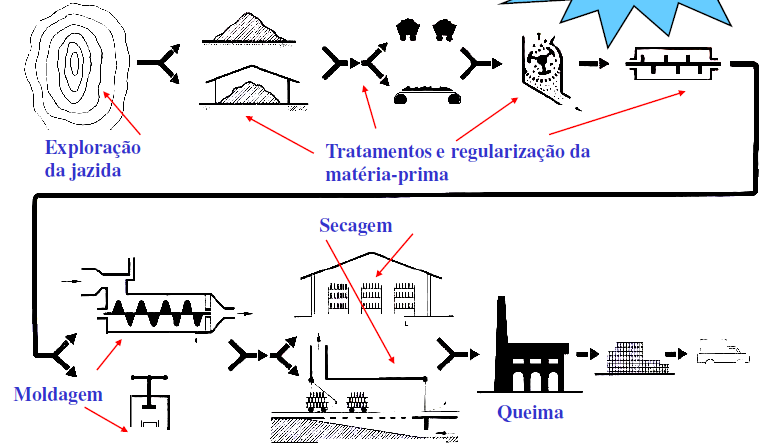 Exploração
da jazida
Tratamentos e regularização da
matéria-prima
Secagem
Moldagem
Queima